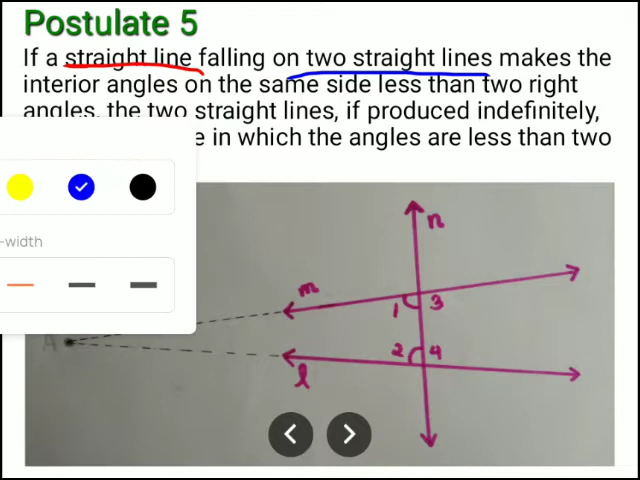 Postulate 5
If a straight line falling on two straight lines makes the
interior angles on the same side less than two right
angles, the two straight lines, if produced indefinitely,
e in which the angles are less than two
-width
n
m
1 3
A
2 4
l